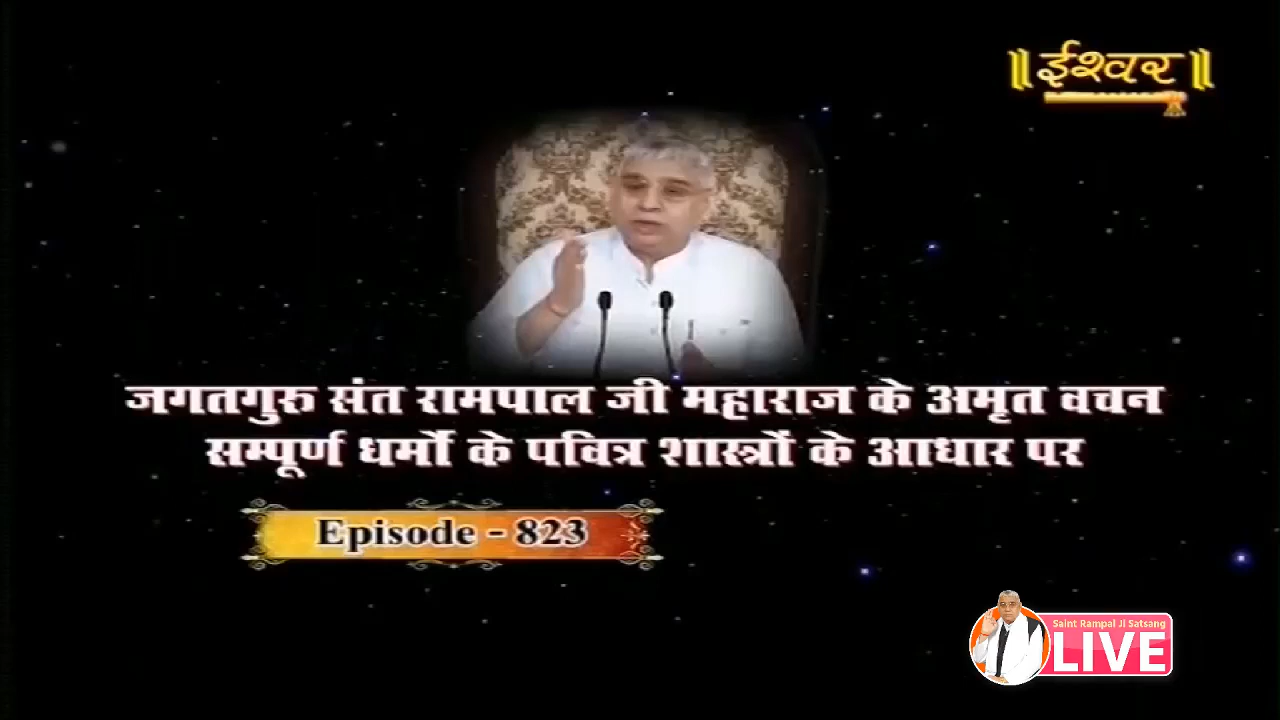 ॥ईश्वर॥
जगतगुरु संत रामपाल जी महाराज के अमृत वचन
सम्पूर्ण धर्मो के पवित्र शास्त्रों के आधार पर
Episode - 823
Saint Rampal Ji Satsang
LIVE